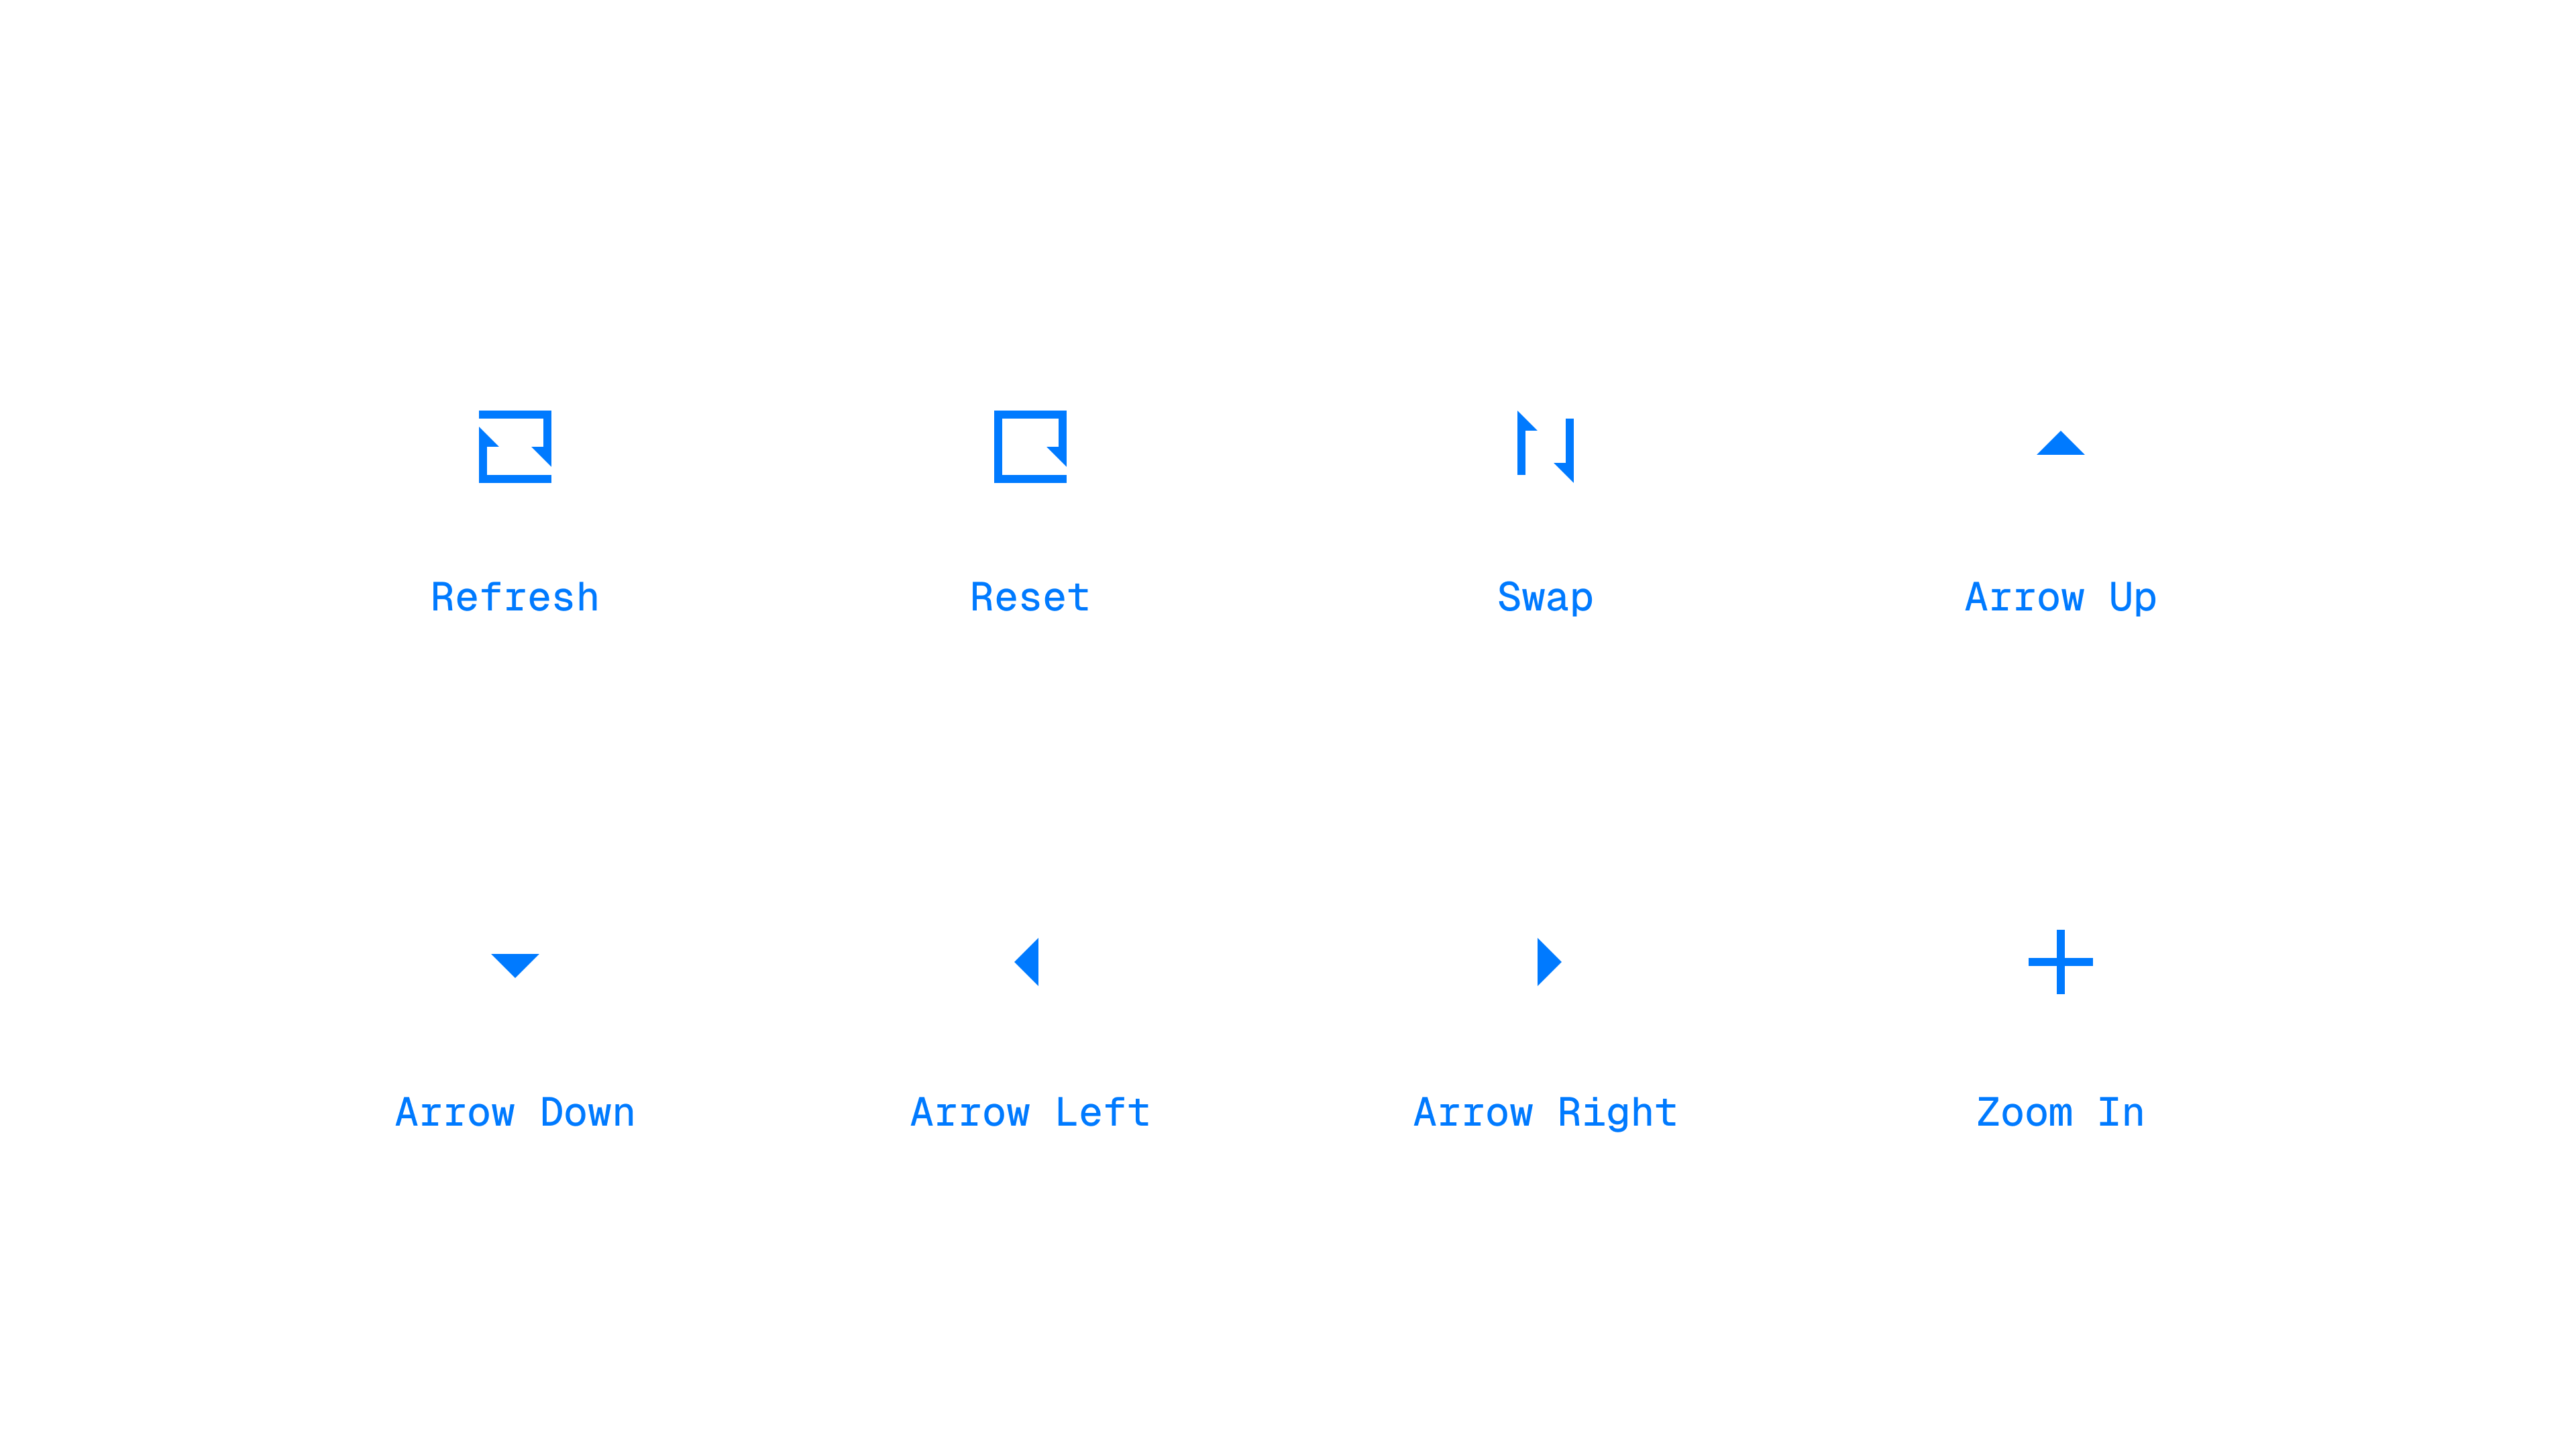 Refresh
Reset
Swap
Arrow Up
Arrow Down
Arrow Left
Arrow Right
Zoom In